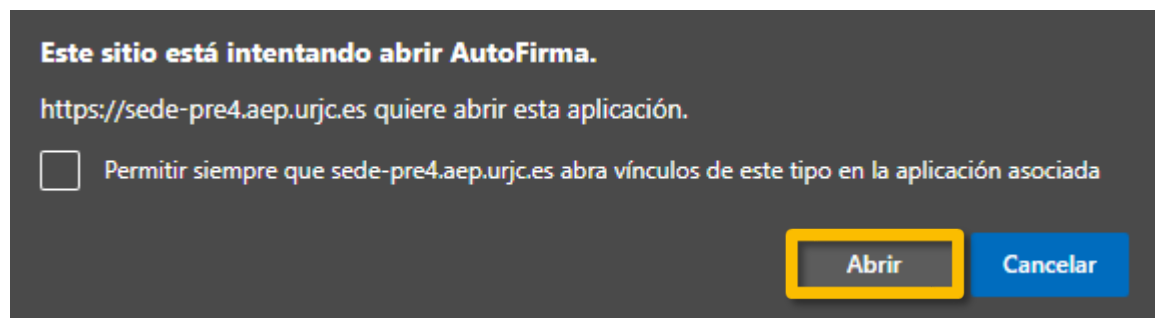 Este sitio está intentando abrir AutoFirma.
https://sede-pre4.aep.urjc.es quiere abrir esta aplicación.
Permitir siempre que sede-pre4.aep.urjc.es abra vínculos de este tipo en la aplicación asociada
Abrir
Cancelar